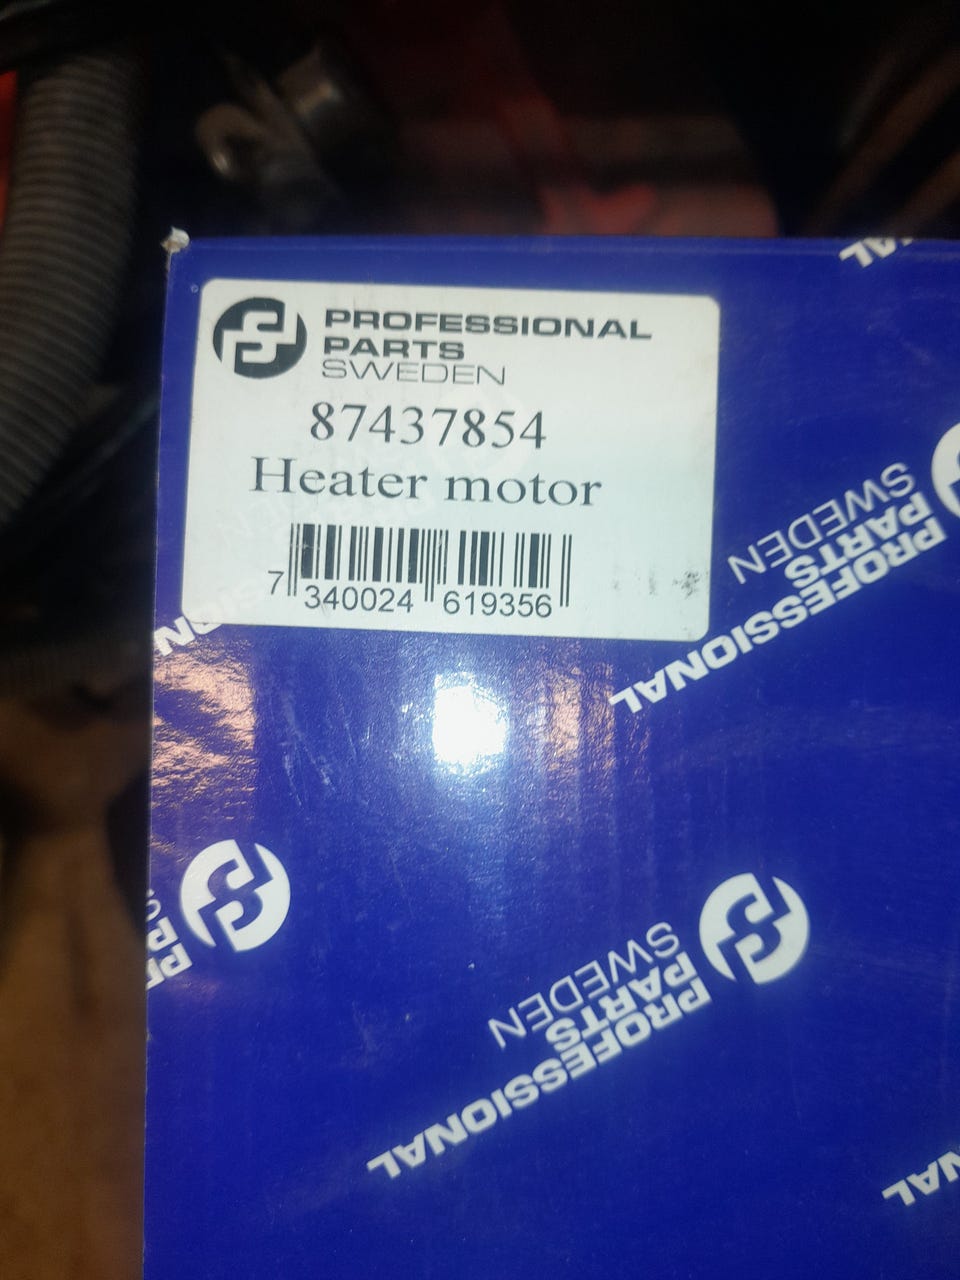 PROFESSIONAL
PARTS
SWEDEN
87437854
Heater motor
7 340024 619356
PROFESSIONAL
PARTS
SWEDEN
PROFESSIONAL
PARTS
SWEDEN